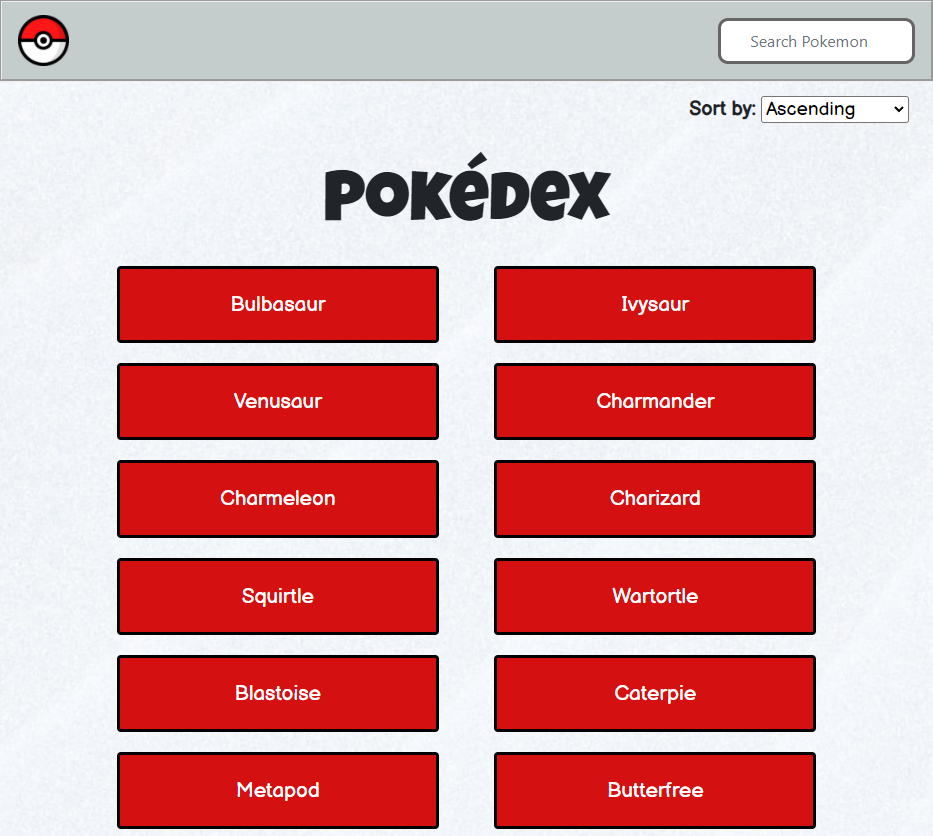 Search Pokemon
Sort by: Ascending
Pokédex
Bulbasaur
Ivysaur
Venusaur
Charmander
Charmeleon
Charizard
Squirtle
Wartortle
Blastoise
Caterpie
Metapod
Butterfree